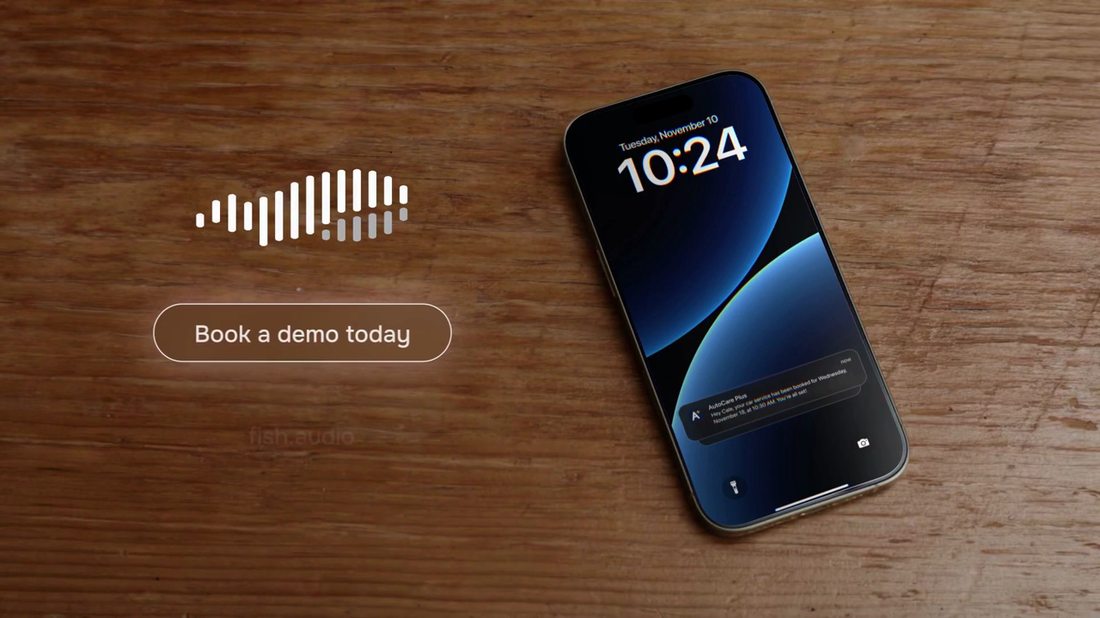 Book a demo today
fish.audio
Tuesday, November 10
10:24
AutoCare Plus
now
Hey Cale, your car service has been booked for Wednesday,
November 18, at 10:30 AM. You're all set!